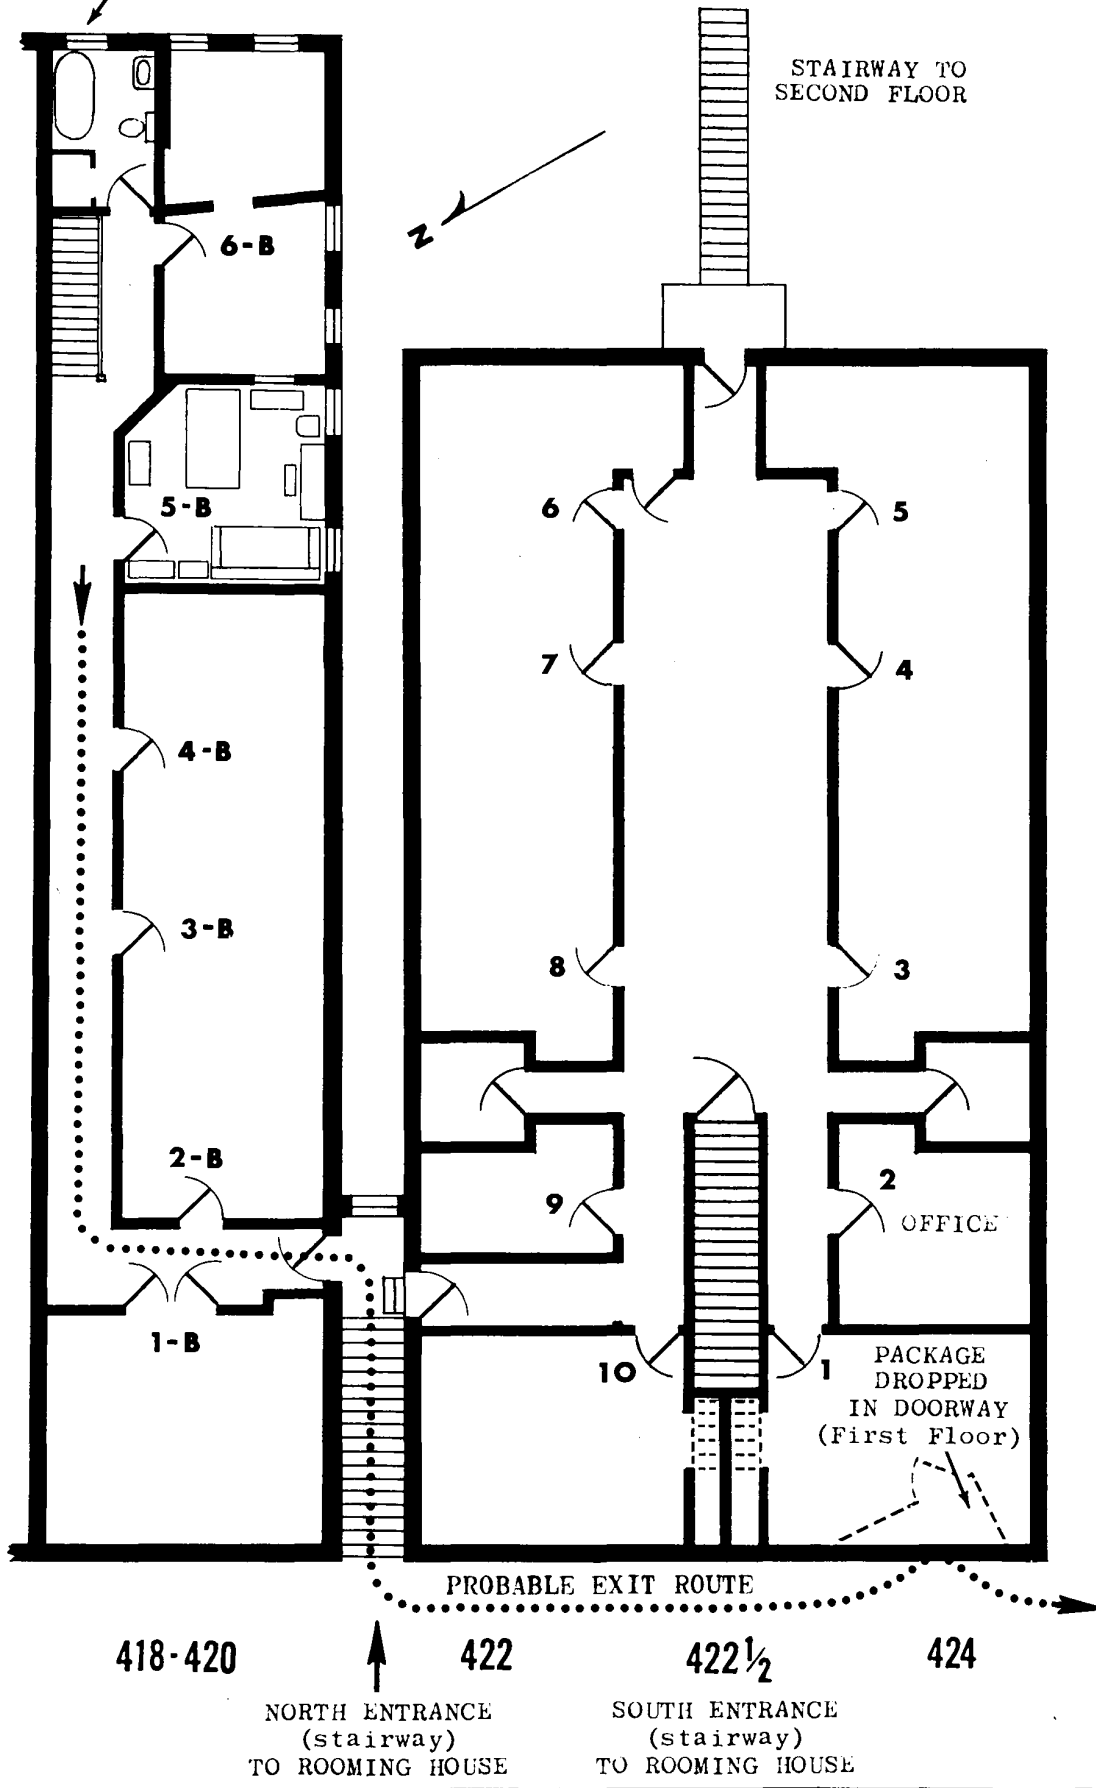 STAIRWAY TO
SECOND FLOOR
N
6-B
5-B
6
5
7
4
4-B
3-B
8
3
2-B
9
2
OFFICE
1-B
10
1
PACKAGE
DROPPED
IN DOORWAY
(First Floor)
PROBABLE EXIT ROUTE
418-420
422
422½
424
NORTH ENTRANCE
(stairway)
TO ROOMING HOUSE
SOUTH ENTRANCE
(stairway)
TO ROOMING HOUSE